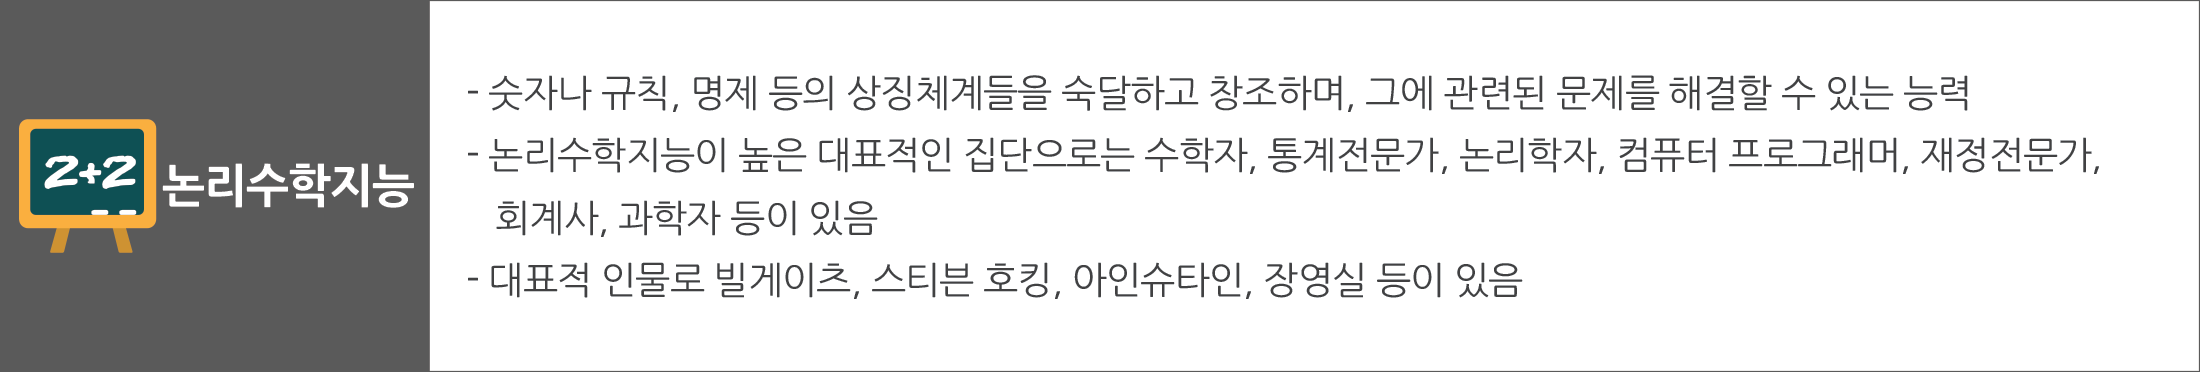 2+2
논리수학지능
- 숫자나 규칙, 명제 등의 상징체계들을 숙달하고 창조하며, 그에 관련된 문제를 해결할 수 있는 능력
- 논리수학지능이 높은 대표적인 집단으로는 수학자, 통계전문가, 논리학자, 컴퓨터 프로그래머, 재정전문가,
회계사, 과학자 등이 있음
- 대표적 인물로 빌게이츠, 스티븐 호킹, 아인슈타인, 장영실 등이 있음